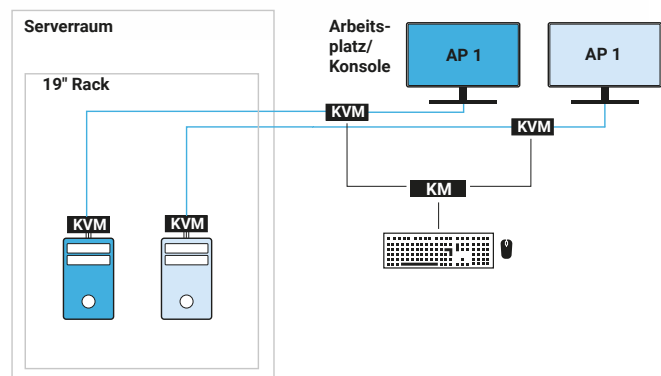 Serverraum
19" Rack
Arbeits-
platz/
Konsole
AP 1
AP 1
KVM
KVM
KM
KVM
KVM